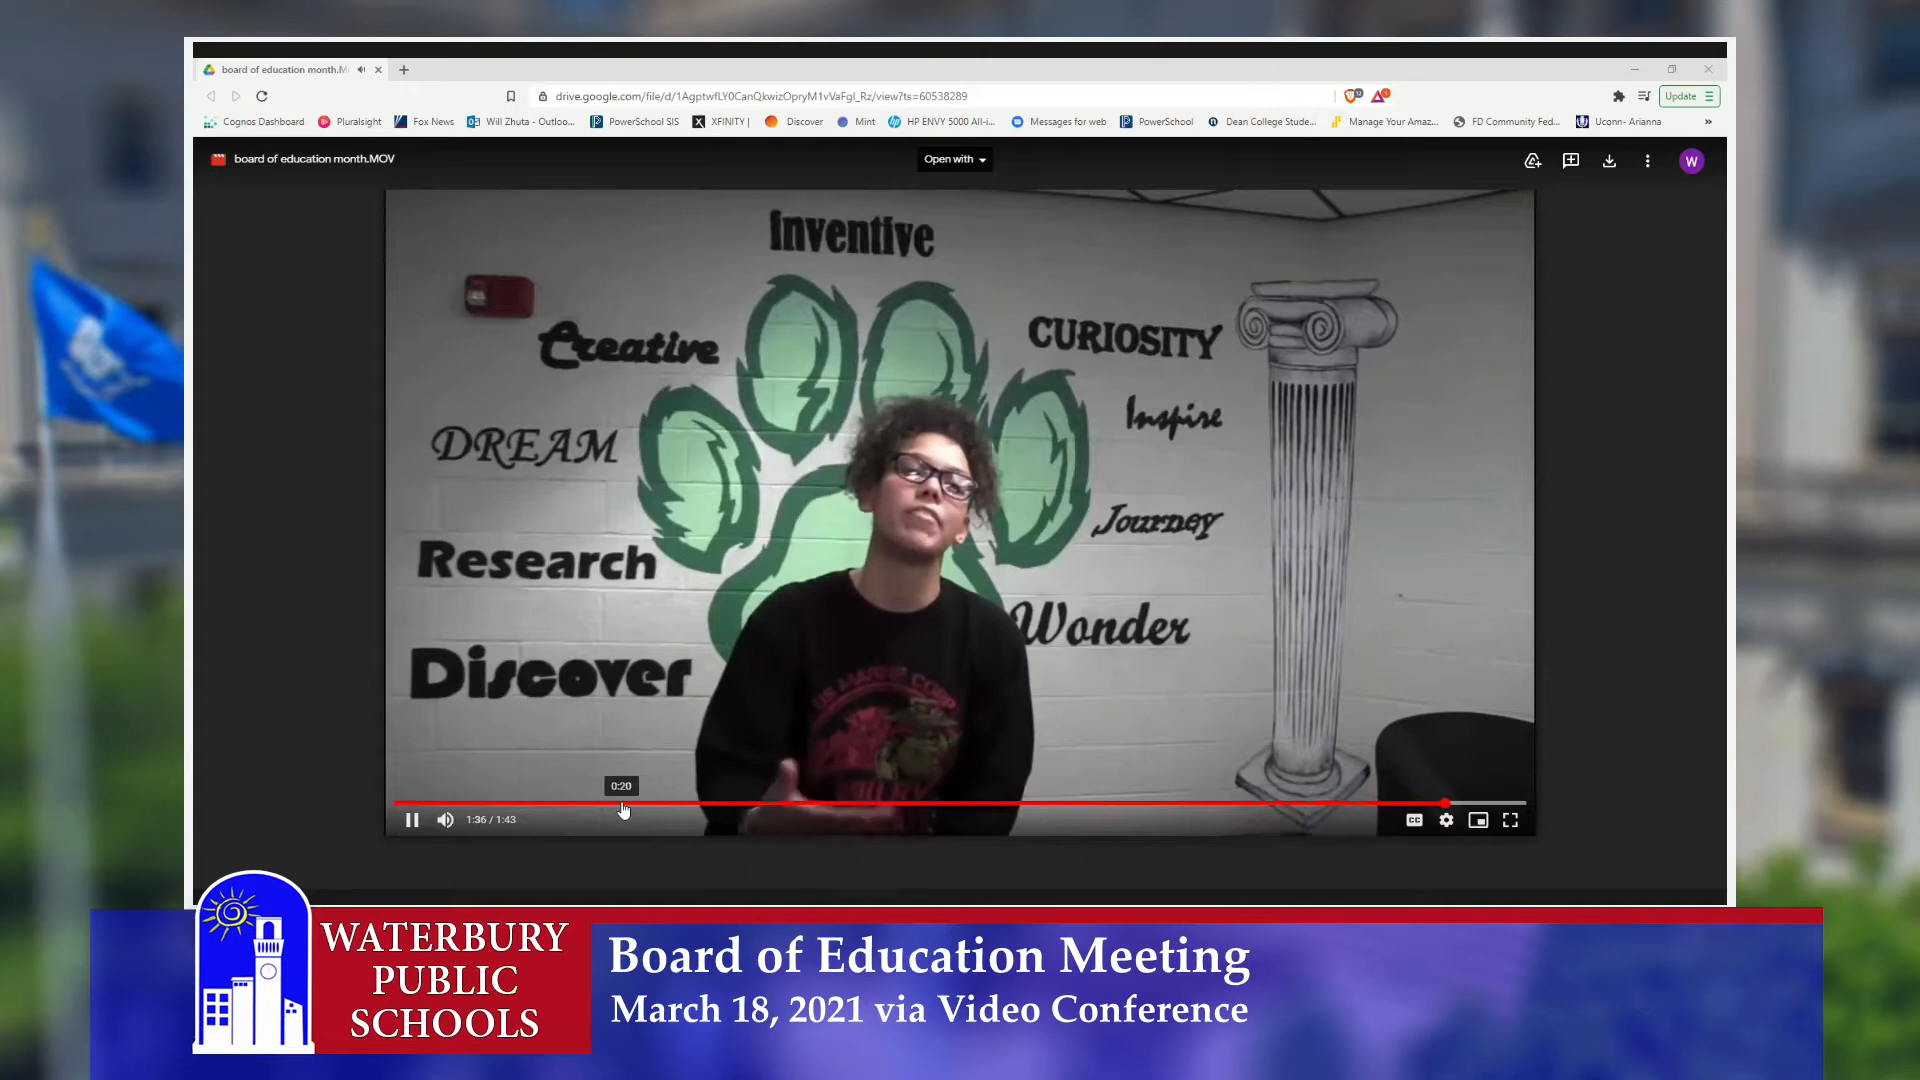 board of education month.M
drive.google.com/file/d/1AgptwfLY0CanQkwizOpryM1vVaFgl_Rz/view?ts=60538289
Update
Cognos Dashboard
Pluralsight
Fox News
Will Zhuta - Outloo...
PowerSchool SIS
XFINITY |
Discover
Mint
HP ENVY 5000 All-i...
Messages for web
PowerSchool
Dean College Stude...
Manage Your Amaz...
FD Community Fed...
Uconn- Arianna
»
board of education month.MOV
Open with
W
Inventive
Creative
CURIOSITY
DREAM
Inspire
Research
Journey
Discover
Wonder
US MARINE CORP
0:20
1:36 / 1:43
CC
WATERBURY
PUBLIC
SCHOOLS
Board of Education Meeting
March 18, 2021 via Video Conference